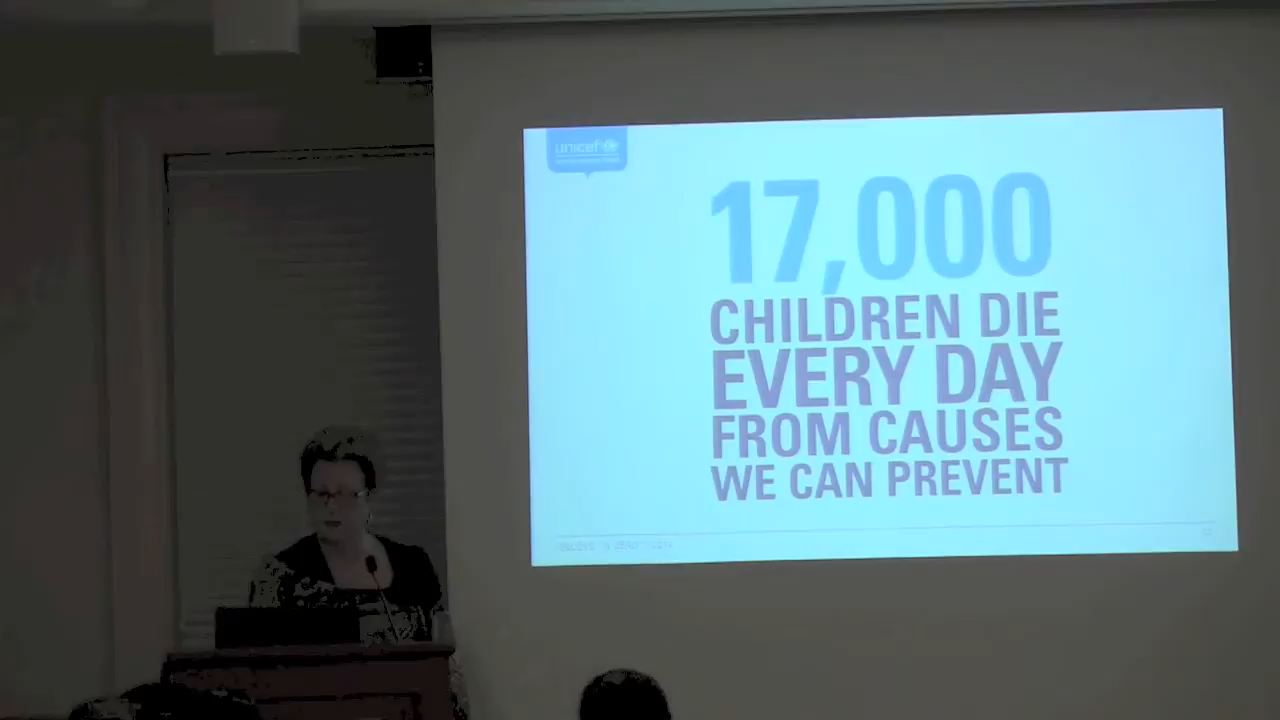 unicef
17,000
CHILDREN DIE
EVERY DAY
FROM CAUSES
WE CAN PREVENT